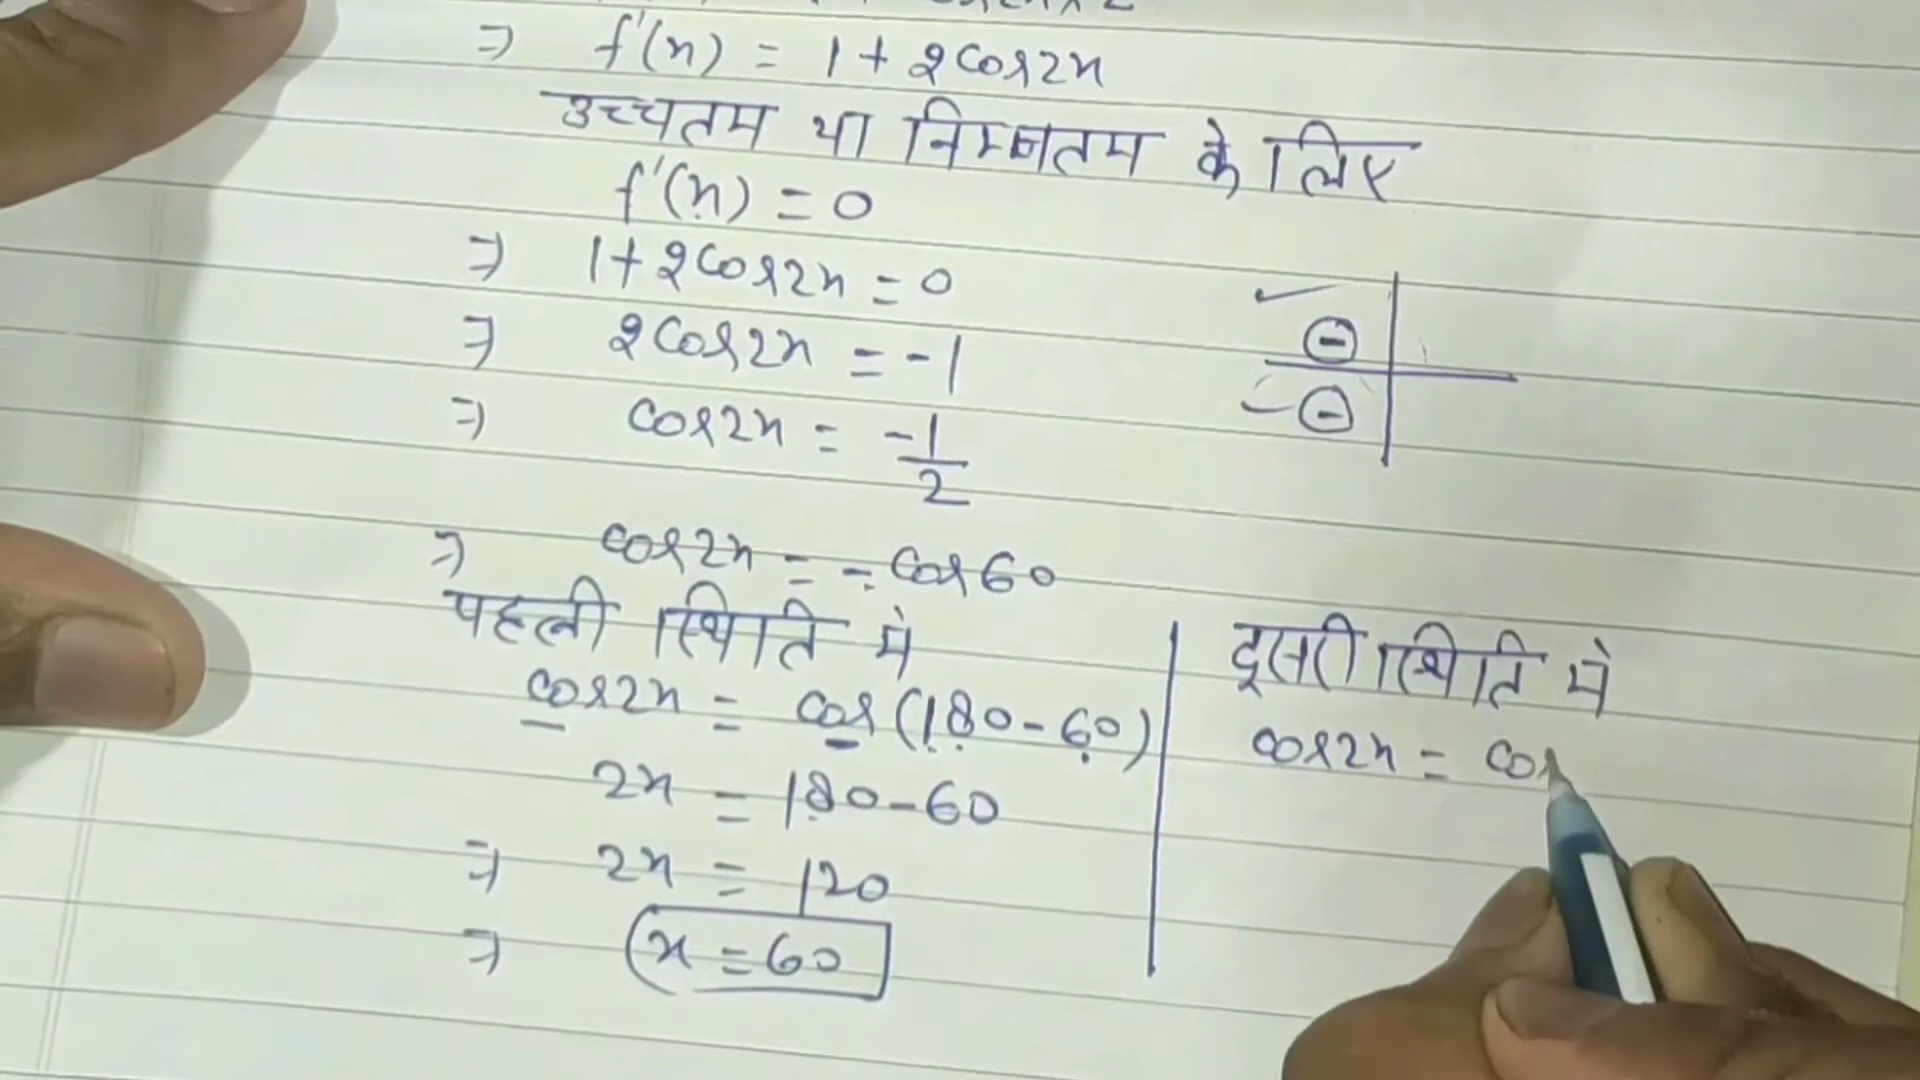 ⇒ f'(x) = 1 + 2cos2x
उच्चतम या निम्नतम के लिए
f'(x) = 0
⇒ 1 + 2cos2x = 0
⇒ 2cos2x = -1
⇒ cos2x = -1/2
⇒ cos2x = - cos60
पहली स्थिति मे
cos2x = cos(180-60)
2x = 180-60
⇒ 2x = 120
⇒ x = 60
दूसरी स्थिति मे
cos2x = cos